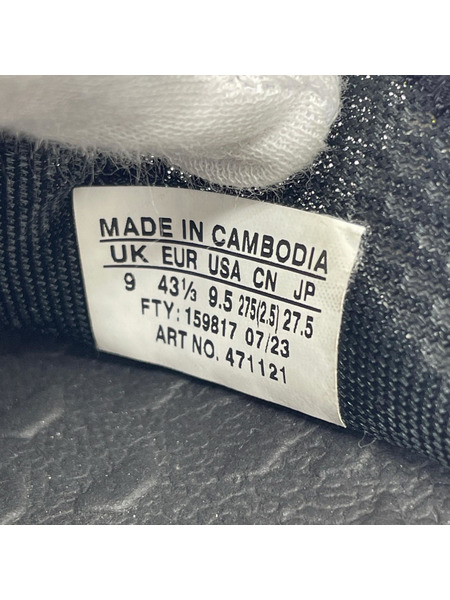 MADE IN CAMBODIA
UK EUR USA CN JP
9 43⅓ 9.5 275(2.5) 27.5
FTY: 159817 07/23
ART NO. 471121